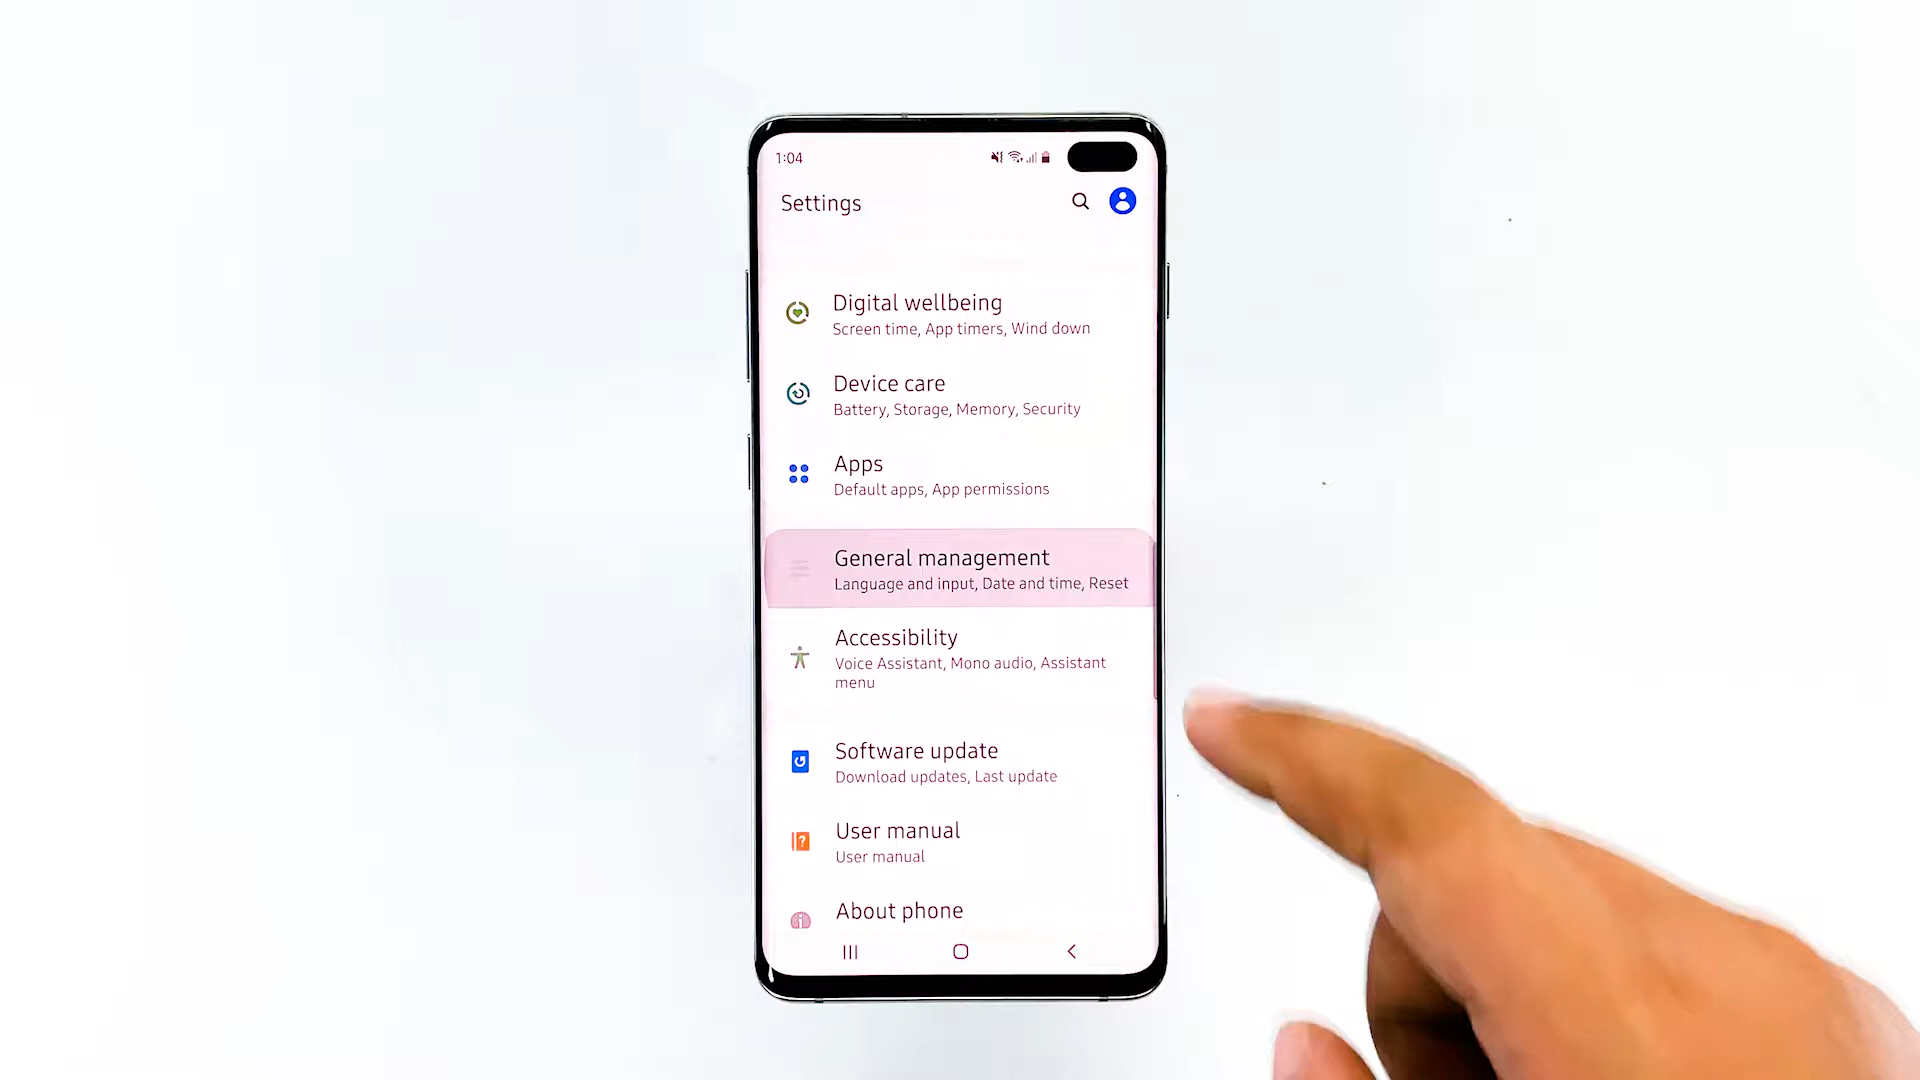 1:04
Settings
Digital wellbeing
Screen time, App timers, Wind down
Device care
Battery, Storage, Memory, Security
Apps
Default apps, App permissions
General management
Language and input, Date and time, Reset
Accessibility
Voice Assistant, Mono audio, Assistant
menu
Software update
Download updates, Last update
User manual
User manual
About phone